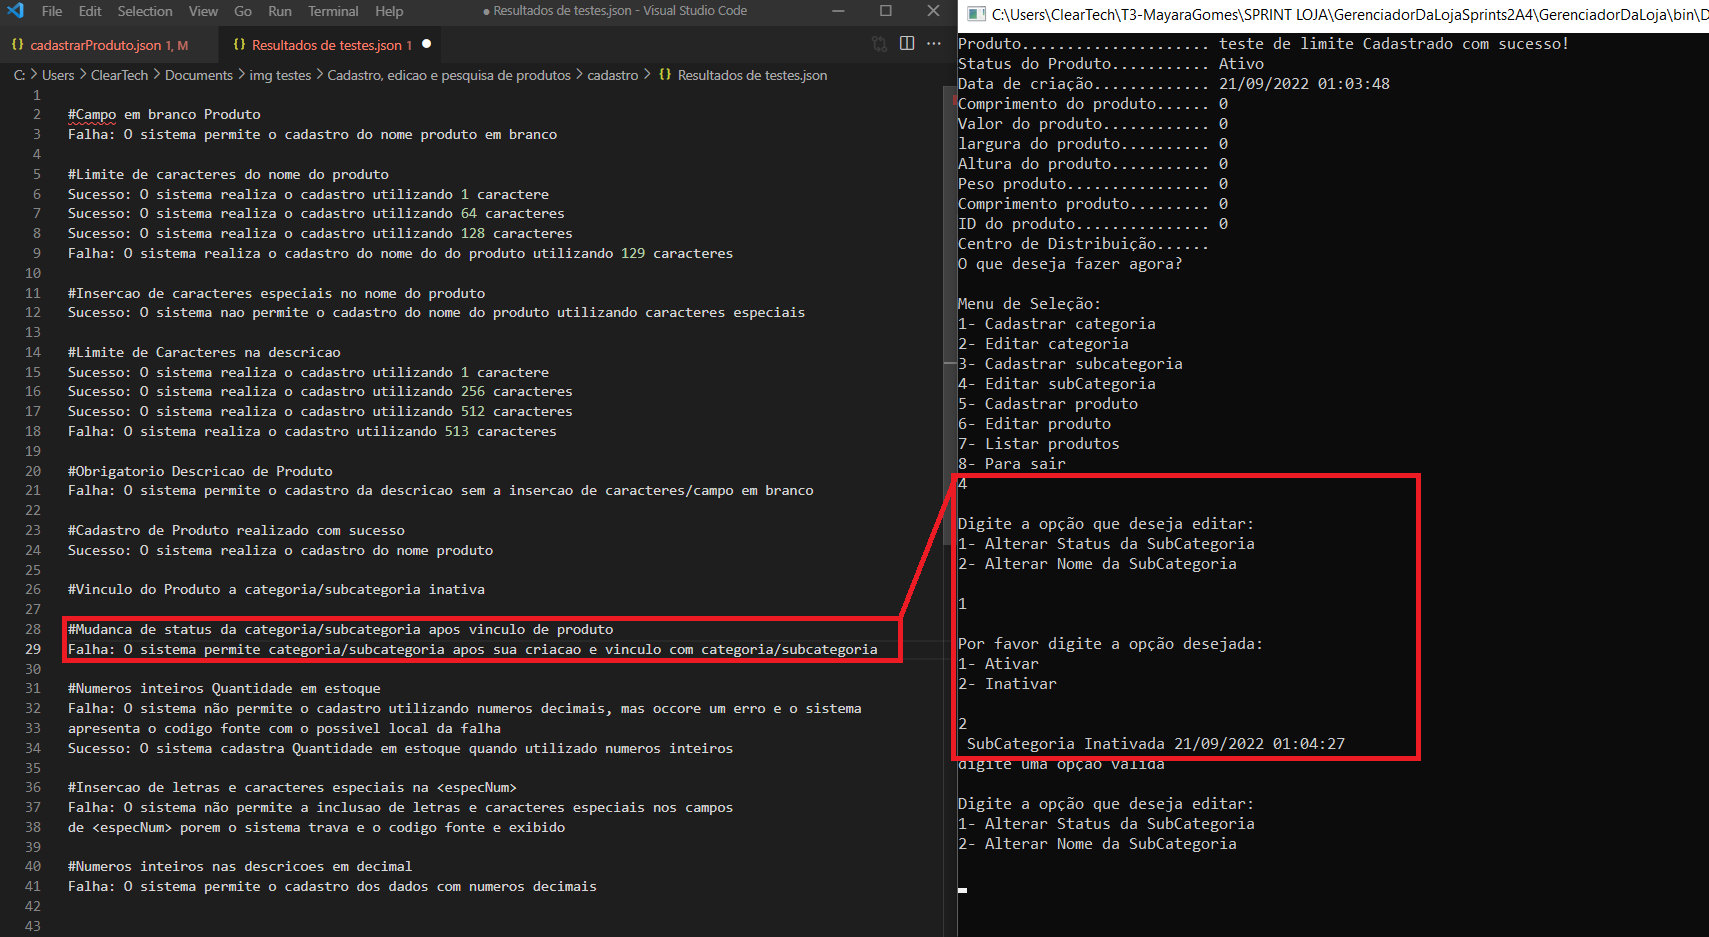 File Edit Selection View Go Run Terminal Help ● Resultados de testes.json - Visual Studio Code
{} cadastrarProduto.json 1, M {} Resultados de testes.json 1 ●
C: > Users > ClearTech > Documents > img testes > Cadastro, edicao e pesquisa de produtos > cadastro > {} Resultados de testes.json
1
2 #Campo em branco Produto
3 Falha: O sistema permite o cadastro do nome produto em branco
4
5 #Limite de caracteres do nome do produto
6 Sucesso: O sistema realiza o cadastro utilizando 1 caractere
7 Sucesso: O sistema realiza o cadastro utilizando 64 caracteres
8 Sucesso: O sistema realiza o cadastro utilizando 128 caracteres
9 Falha: O sistema realiza o cadastro do nome do do produto utilizando 129 caracteres
10
11 #Insercao de caracteres especiais no nome do produto
12 Sucesso: O sistema nao permite o cadastro do nome do produto utilizando caracteres especiais
13
14 #Limite de Caracteres na descricao
15 Sucesso: O sistema realiza o cadastro utilizando 1 caractere
16 Sucesso: O sistema realiza o cadastro utilizando 256 caracteres
17 Sucesso: O sistema realiza o cadastro utilizando 512 caracteres
18 Falha: O sistema realiza o cadastro utilizando 513 caracteres
19
20 #Obrigatorio Descricao de Produto
21 Falha: O sistema permite o cadastro da descricao sem a insercao de caracteres/campo em branco
22
23 #Cadastro de Produto realizado com sucesso
24 Sucesso: O sistema realiza o cadastro do nome produto
25
26 #Vinculo do Produto a categoria/subcategoria inativa
27
28 #Mudanca de status da categoria/subcategoria apos vinculo de produto
29 Falha: O sistema permite categoria/subcategoria apos sua criacao e vinculo com categoria/subcategoria
30
31 #Numeros inteiros Quantidade em estoque
32 Falha: O sistema não permite o cadastro utilizando numeros decimais, mas occore um erro e o sistema
33 apresenta o codigo fonte com o possivel local da falha
34 Sucesso: O sistema cadastra Quantidade em estoque quando utilizado numeros inteiros
35
36 #Insercao de letras e caracteres especiais na <especNum>
37 Falha: O sistema não permite a inclusao de letras e caracteres especiais nos campos
38 de <especNum> porem o sistema trava e o codigo fonte e exibido
39
40 #Numeros inteiros nas descricoes em decimal
41 Falha: O sistema permite o cadastro dos dados com numeros decimais
42
43
C:\Users\ClearTech\T3-MayaraGomes\SPRINT LOJA\GerenciadorDaLojaSprints2A4\GerenciadorDaLoja\bin\D
Produto..................... teste de limite Cadastrado com sucesso!
Status do Produto........... Ativo
Data de criação............. 21/09/2022 01:03:48
Comprimento do produto...... 0
Valor do produto............ 0
largura do produto.......... 0
Altura do produto........... 0
Peso produto................ 0
Comprimento produto......... 0
ID do produto............... 0
Centro de Distribuição......
O que deseja fazer agora?
Menu de Seleção:
1- Cadastrar categoria
2- Editar categoria
3- Cadastrar subcategoria
4- Editar subCategoria
5- Cadastrar produto
6- Editar produto
7- Listar produtos
8- Para sair
4
Digite a opção que deseja editar:
1- Alterar Status da SubCategoria
2- Alterar Nome da SubCategoria
1
Por favor digite a opção desejada:
1- Ativar
2- Inativar
2
SubCategoria Inativada 21/09/2022 01:04:27
digite uma opção valida
Digite a opção que deseja editar:
1- Alterar Status da SubCategoria
2- Alterar Nome da SubCategoria